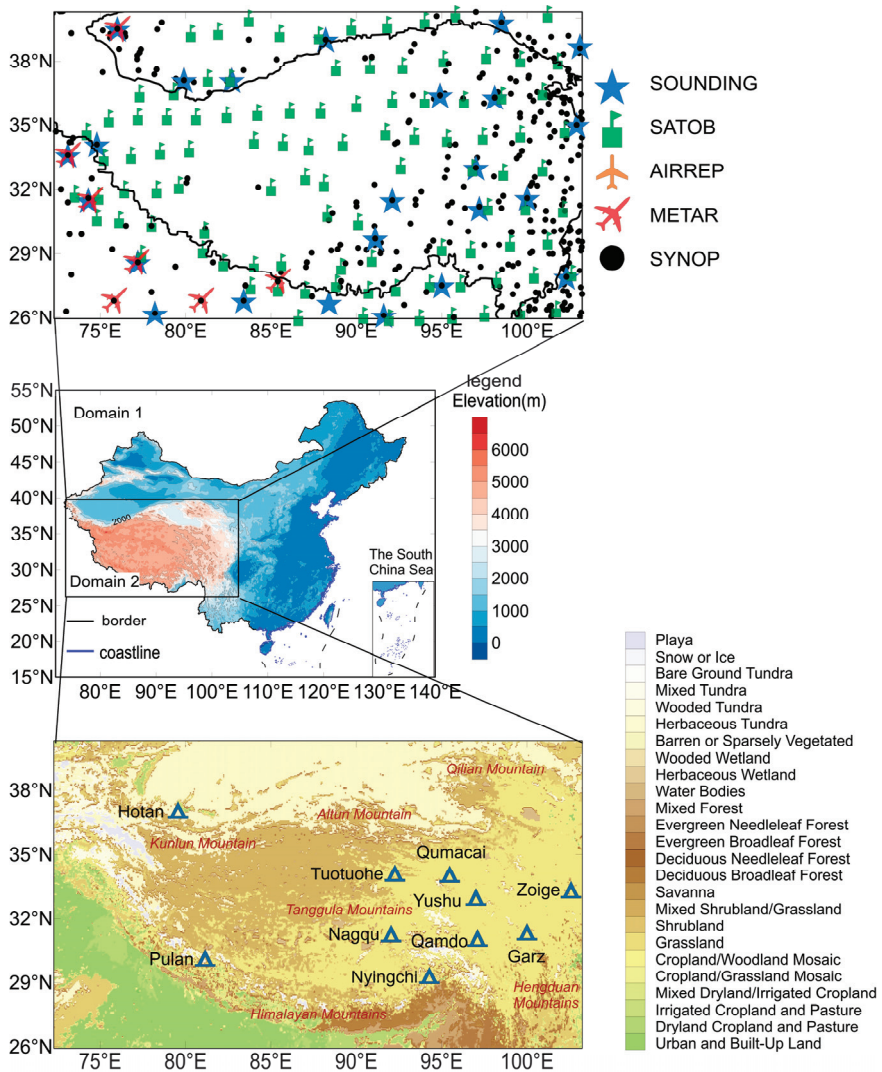 38°N
35°N
32°N
29°N
26°N
75°E 80°E 85°E 90°E 95°E 100°E
SOUNDING
SATOB
AIRREP
METAR
SYNOP
55°N
50°N
45°N
40°N
35°N
30°N
25°N
20°N
15°N
Domain 1
2000
Domain 2
border
coastline
The South
China Sea
80°E 90°E 100°E 110°E 120°E 130°E 140°E
legend
Elevation(m)
6000
5000
4000
3000
2000
1000
0
38°N
35°N
32°N
29°N
26°N
Qilian Mountain
Hotan
Altun Mountain
Kunlun Mountain
Qumacai
Tuotuohe
Zoige
Yushu
Tanggula Mountains
Nagqu
Qamdo
Garz
Pulan
Nyingchi
Hengduan
Mountains
Himalayan Mountains
75°E 80°E 85°E 90°E 95°E 100°E
Playa
Snow or Ice
Bare Ground Tundra
Mixed Tundra
Wooded Tundra
Herbaceous Tundra
Barren or Sparsely Vegetated
Wooded Wetland
Herbaceous Wetland
Water Bodies
Mixed Forest
Evergreen Needleleaf Forest
Evergreen Broadleaf Forest
Deciduous Needleleaf Forest
Deciduous Broadleaf Forest
Savanna
Mixed Shrubland/Grassland
Shrubland
Grassland
Cropland/Woodland Mosaic
Cropland/Grassland Mosaic
Mixed Dryland/Irrigated Cropland
Irrigated Cropland and Pasture
Dryland Cropland and Pasture
Urban and Built-Up Land